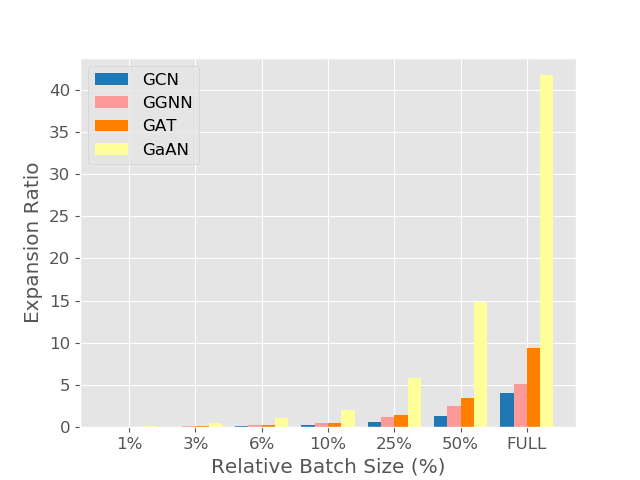 GCN
GGNN
GAT
GaAN
40
35
30
25
20
15
10
5
0
Expansion Ratio
1% 3% 6% 10% 25% 50% FULL
Relative Batch Size (%)